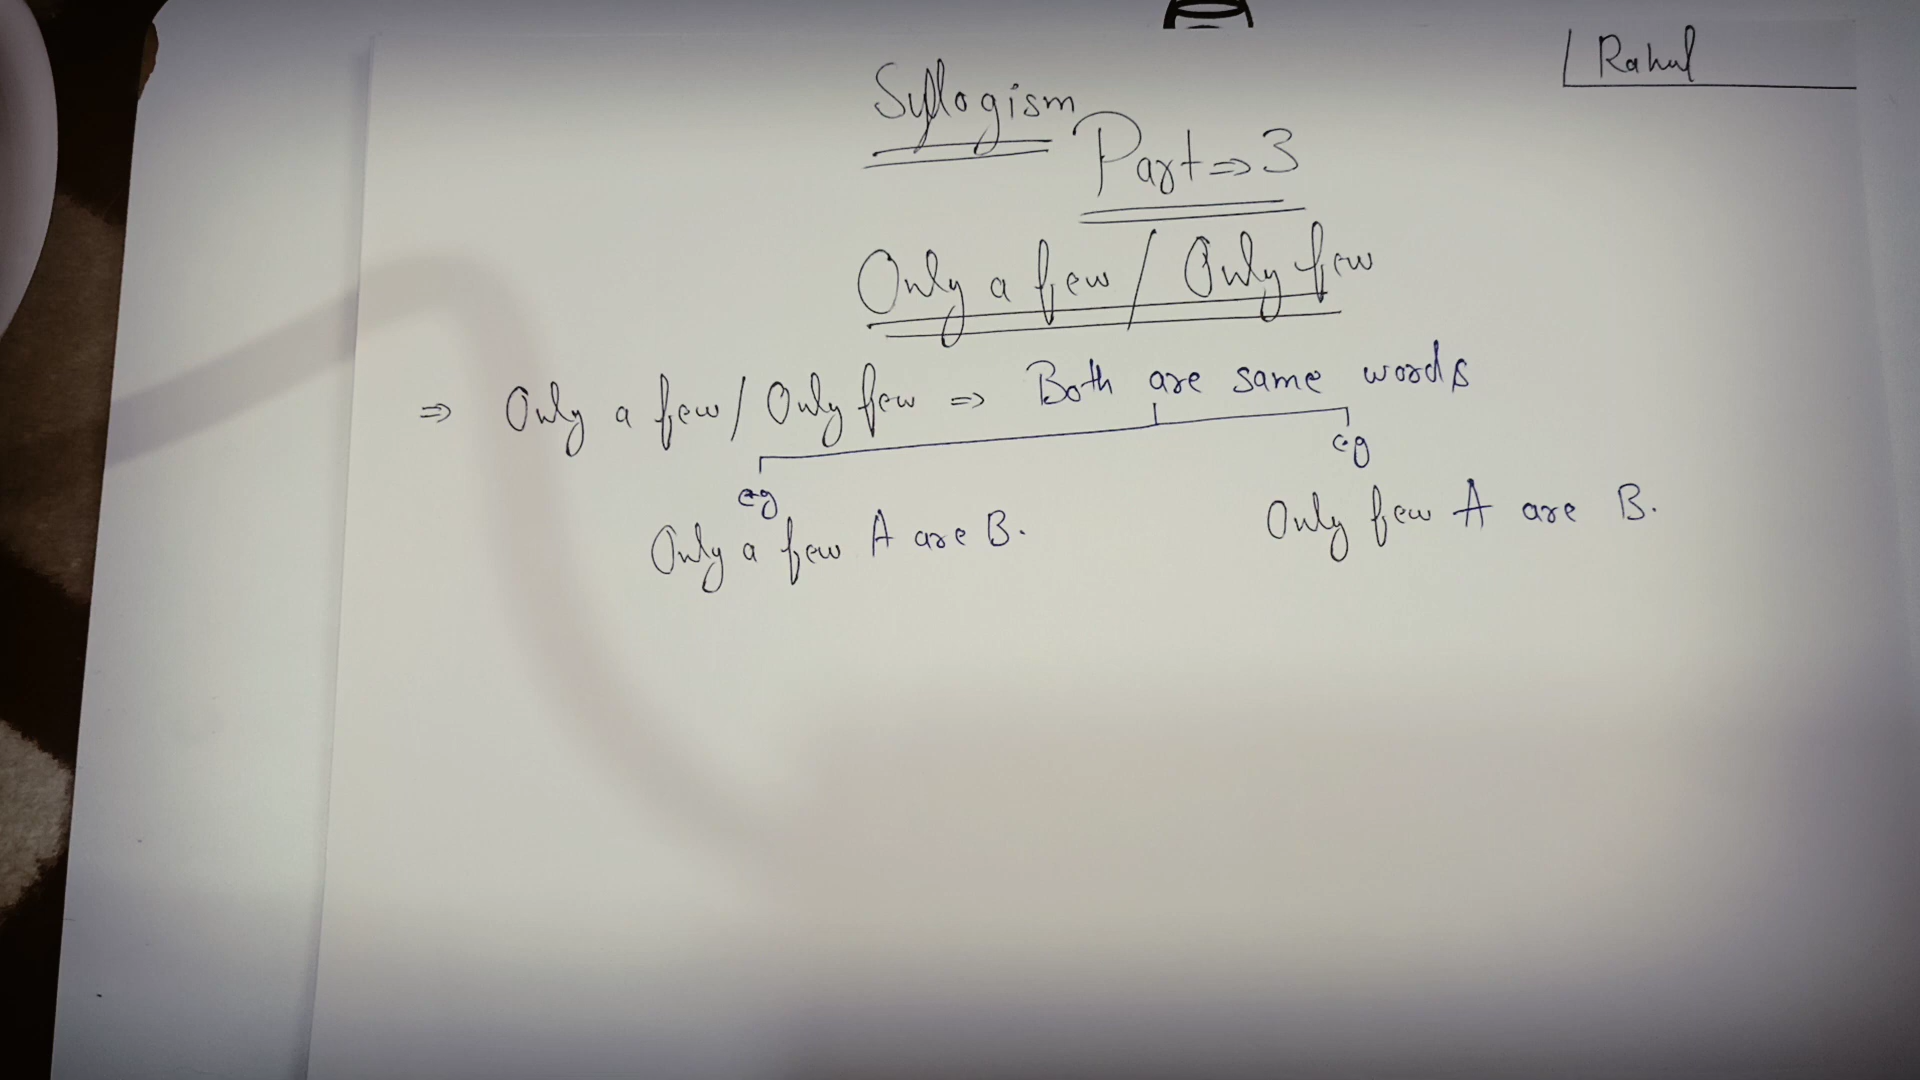 Rahul
Syllogism
Part => 3
Only a few / Only few
=> Only a few / Only few => Both are same words
eg
eg
Only a few A are B.
Only few A are B.